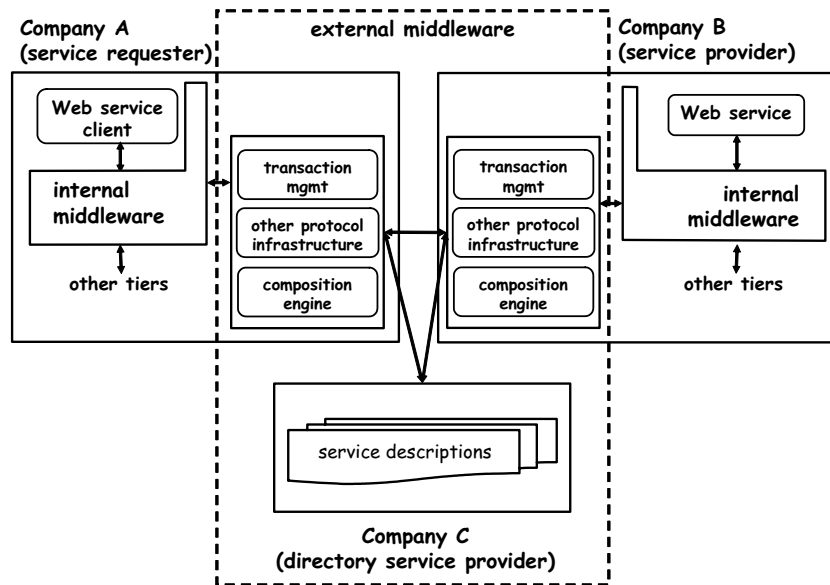 Company A
(service requester)
external middleware
Company B
(service provider)
Web service
client
internal
middleware
other tiers
transaction
mgmt
other protocol
infrastructure
composition
engine
transaction
mgmt
other protocol
infrastructure
composition
engine
Web service
internal
middleware
other tiers
service descriptions
Company C
(directory service provider)